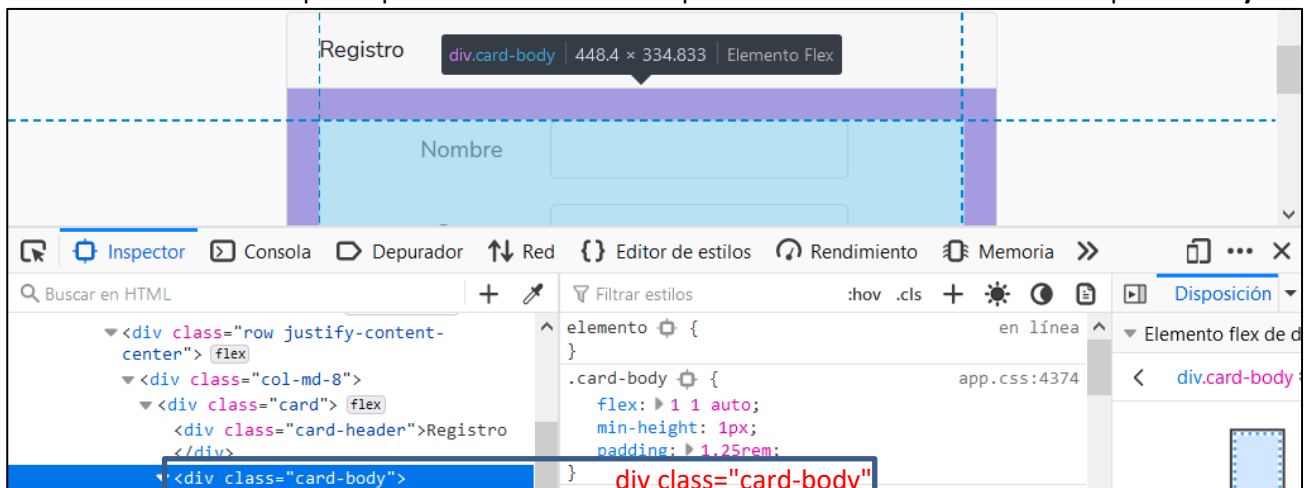 Registro
div.card-body | 448.4 × 334.833 | Elemento Flex
Nombre
Inspector Consola Depurador Red Editor de estilos Rendimiento Memoria
Buscar en HTML
Filtrar estilos :hov .cls
Disposición
<div class="row justify-content-
center"> flex
<div class="col-md-8">
<div class="card"> flex
<div class="card-header">Registro
</div>
<div class="card-body">
elemento { en línea
}
.card-body { app.css:4374
flex: 1 1 auto;
min-height: 1px;
padding: 1.25rem;
}
div class="card-body"
Elemento flex de d
div.card-body